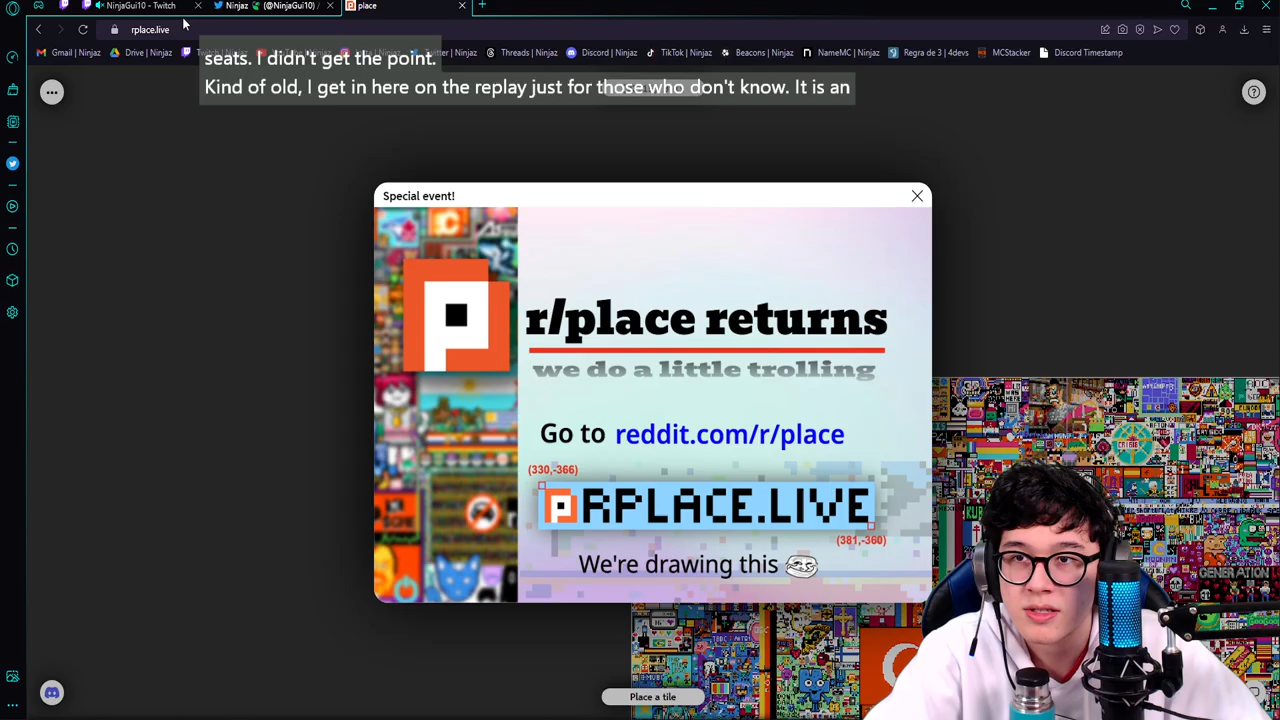 NinjaGui10 - Twitch
Ninjaz
(@NinjaGui10) /
place
rplace.live
Gmail | Ninjaz
Drive | Ninjaz
Twitter | Ninjaz
Threads | Ninjaz
Discord | Ninjaz
TikTok | Ninjaz
Beacons | Ninjaz
NameMC | Ninjaz
Regra de 3 | 4devs
MCStacker
Discord Timestamp
seats. I didn't get the point.
Kind of old, I get in here on the replay just for those who don't know. It is an
Special event!
r/place returns
we do a little trolling
Go to reddit.com/r/place
(330,-366)
RPLACE.LIVE
(381,-360)
We're drawing this
Place a tile
GENERATION